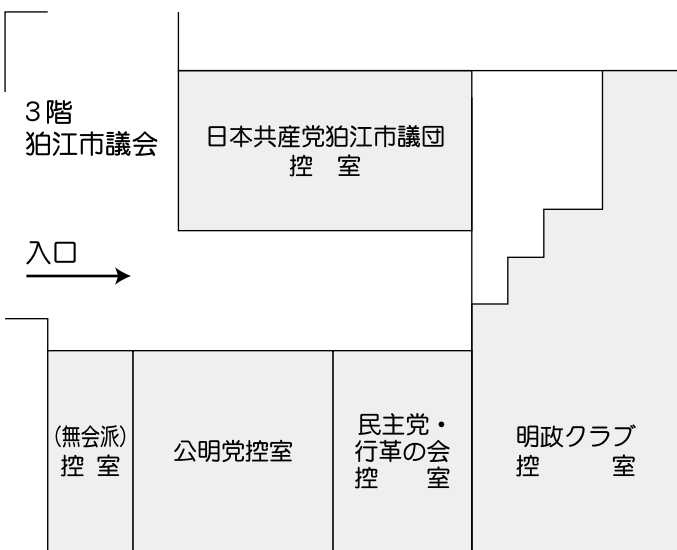 3階
狛江市議会
日本共産党狛江市議団
控 室
入口
(無会派)
控 室
公明党控室
民主党・
行革の会
控 室
明政クラブ
控 室